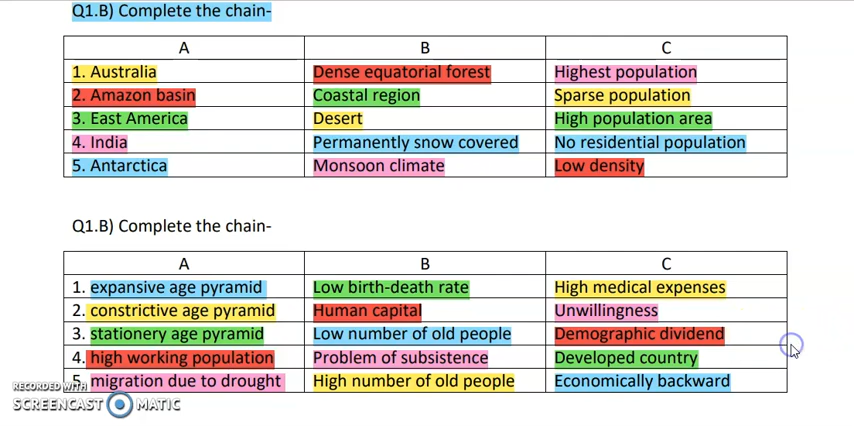 Q1.B) Complete the chain-
A B C
1. Australia Dense equatorial forest Highest population
2. Amazon basin Coastal region Sparse population
3. East America Desert High population area
4. India Permanently snow covered No residential population
5. Antarctica Monsoon climate Low density
Q1.B) Complete the chain-
A B C
1. expansive age pyramid Low birth-death rate High medical expenses
2. constrictive age pyramid Human capital Unwillingness
3. stationery age pyramid Low number of old people Demographic dividend
4. high working population Problem of subsistence Developed country
5. migration due to drought High number of old people Economically backward
RECORDED WITH
SCREENCAST MATIC